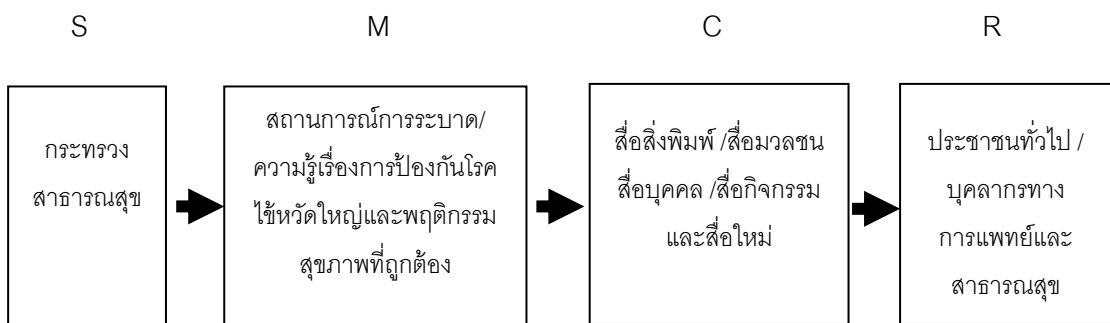 S M C R
กระทรวง
สาธารณสุข
สถานการณ์การระบาด/
ความรู้เรื่องการป้องกันโรค
ไข้หวัดใหญ่และพฤติกรรม
สุขภาพที่ถูกต้อง
สื่อสิ่งพิมพ์ /สื่อมวลชน
สื่อบุคคล /สื่อกิจกรรม
และสื่อใหม่
ประชาชนทั่วไป /
บุคลากรทาง
การแพทย์และ
สาธารณสุข